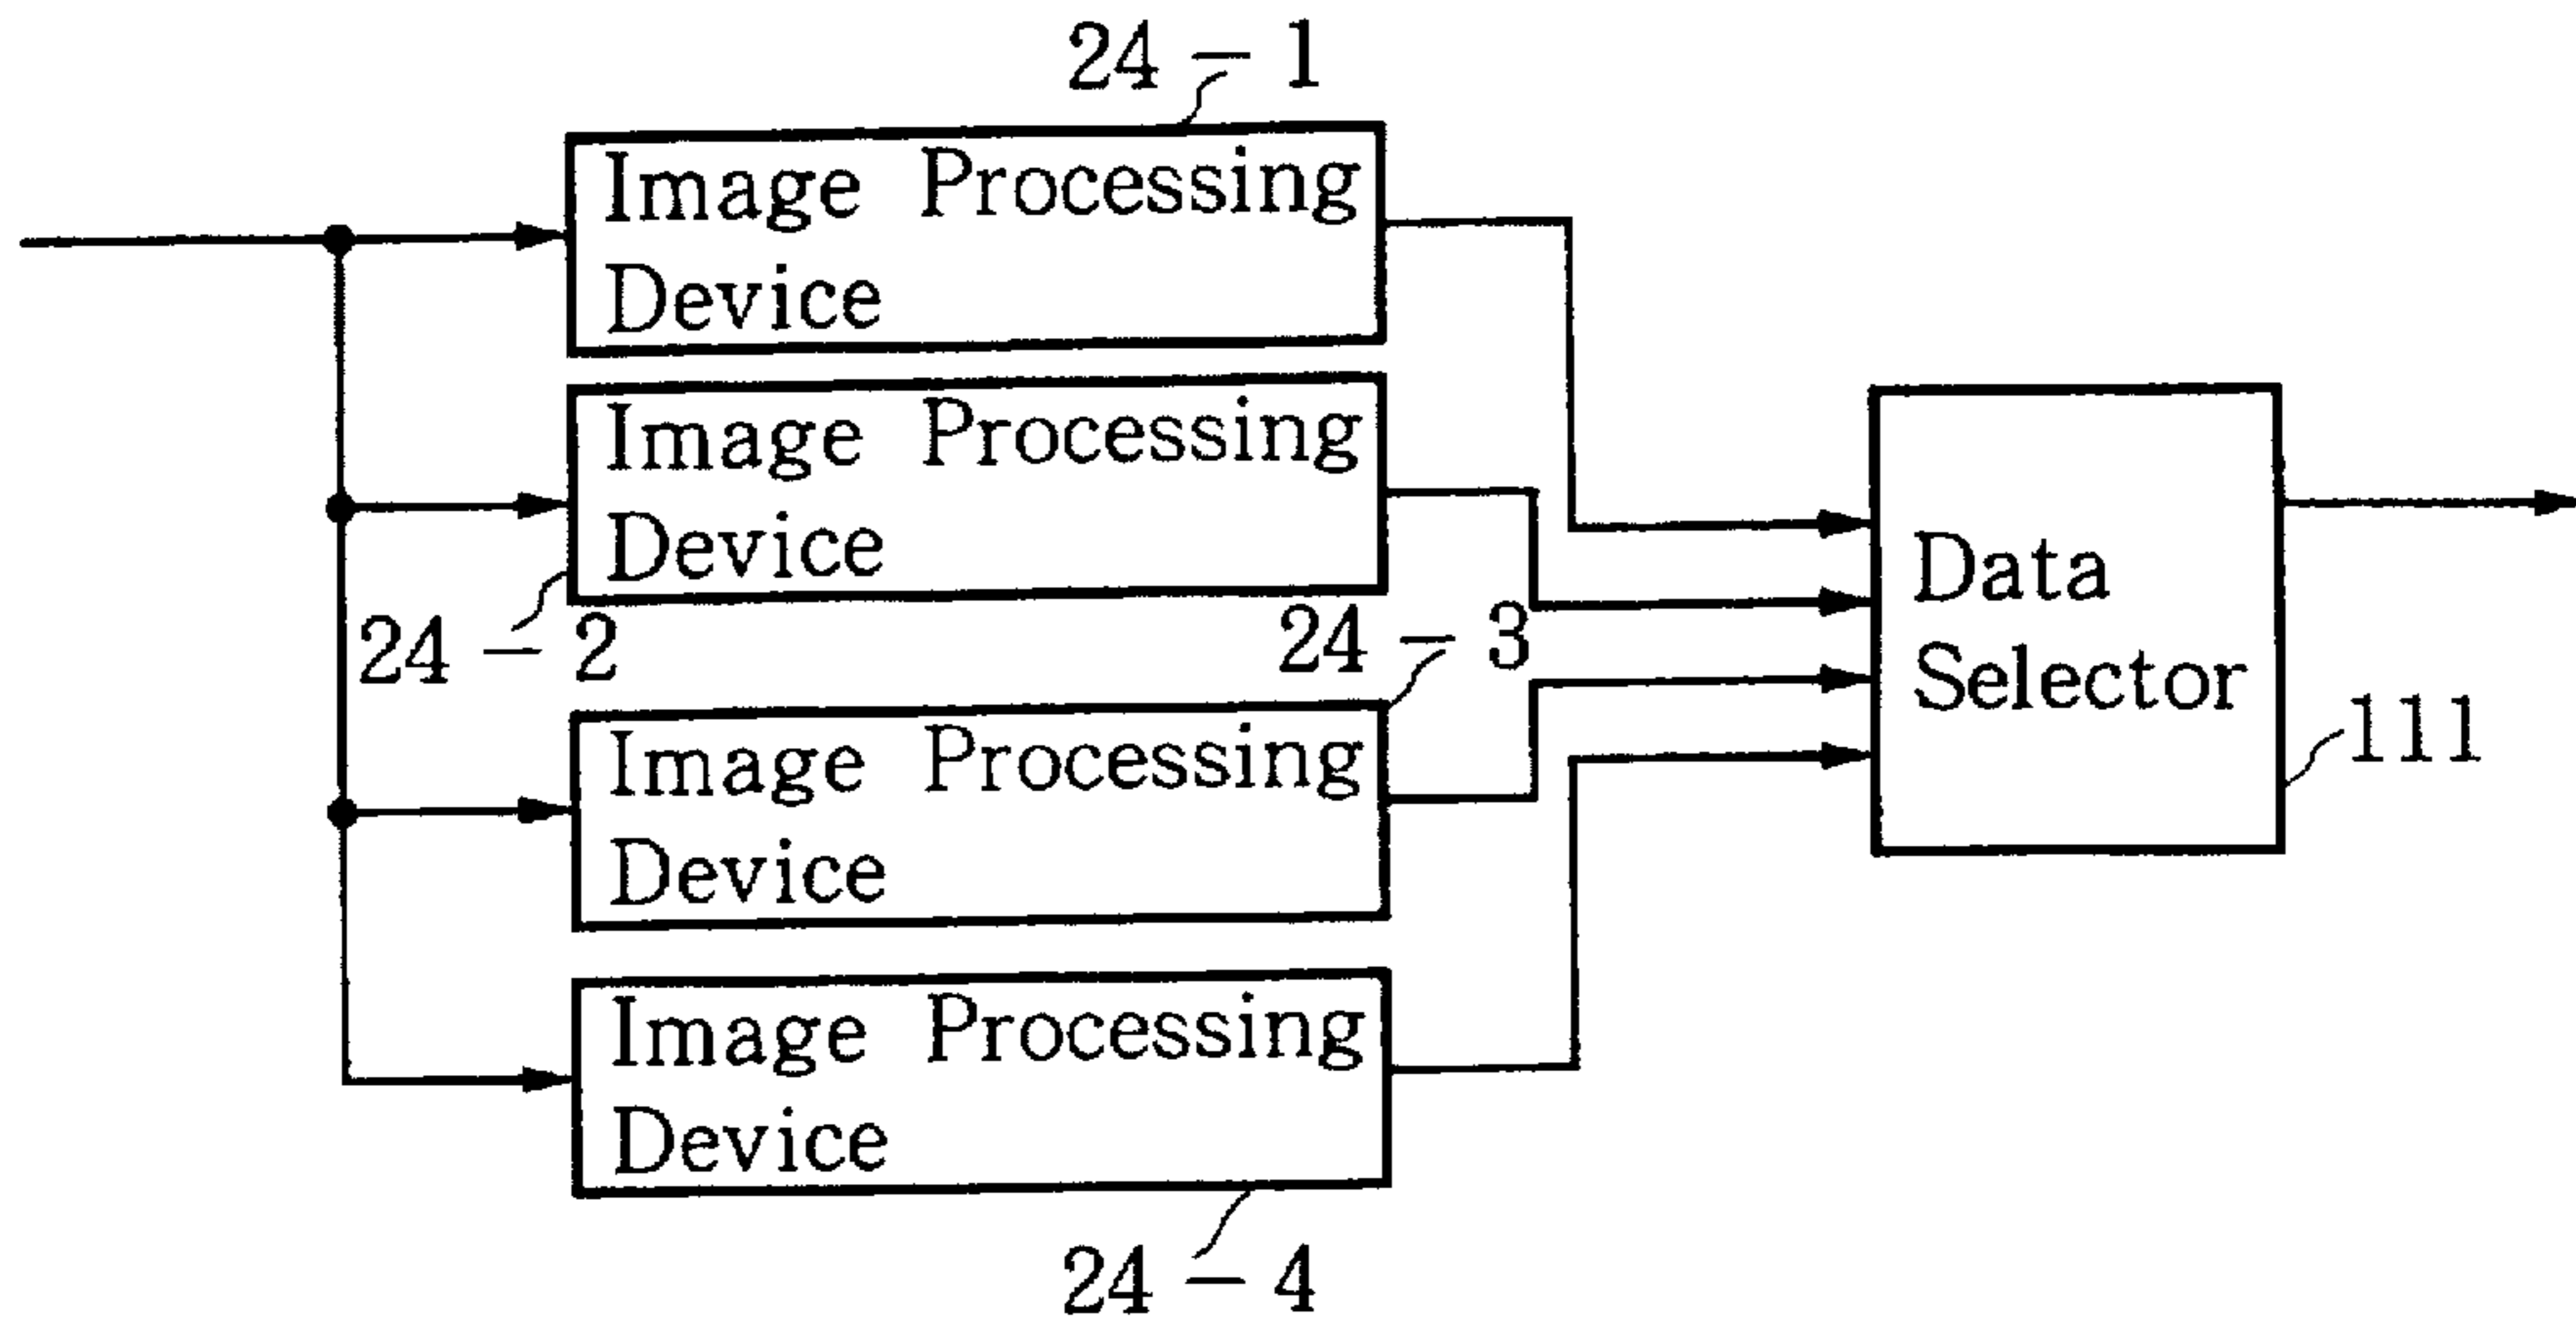 24-1
Image Processing
Device
Image Processing
Device
24-2
24-3
Image Processing
Device
Image Processing
Device
24-4
Data
Selector
111